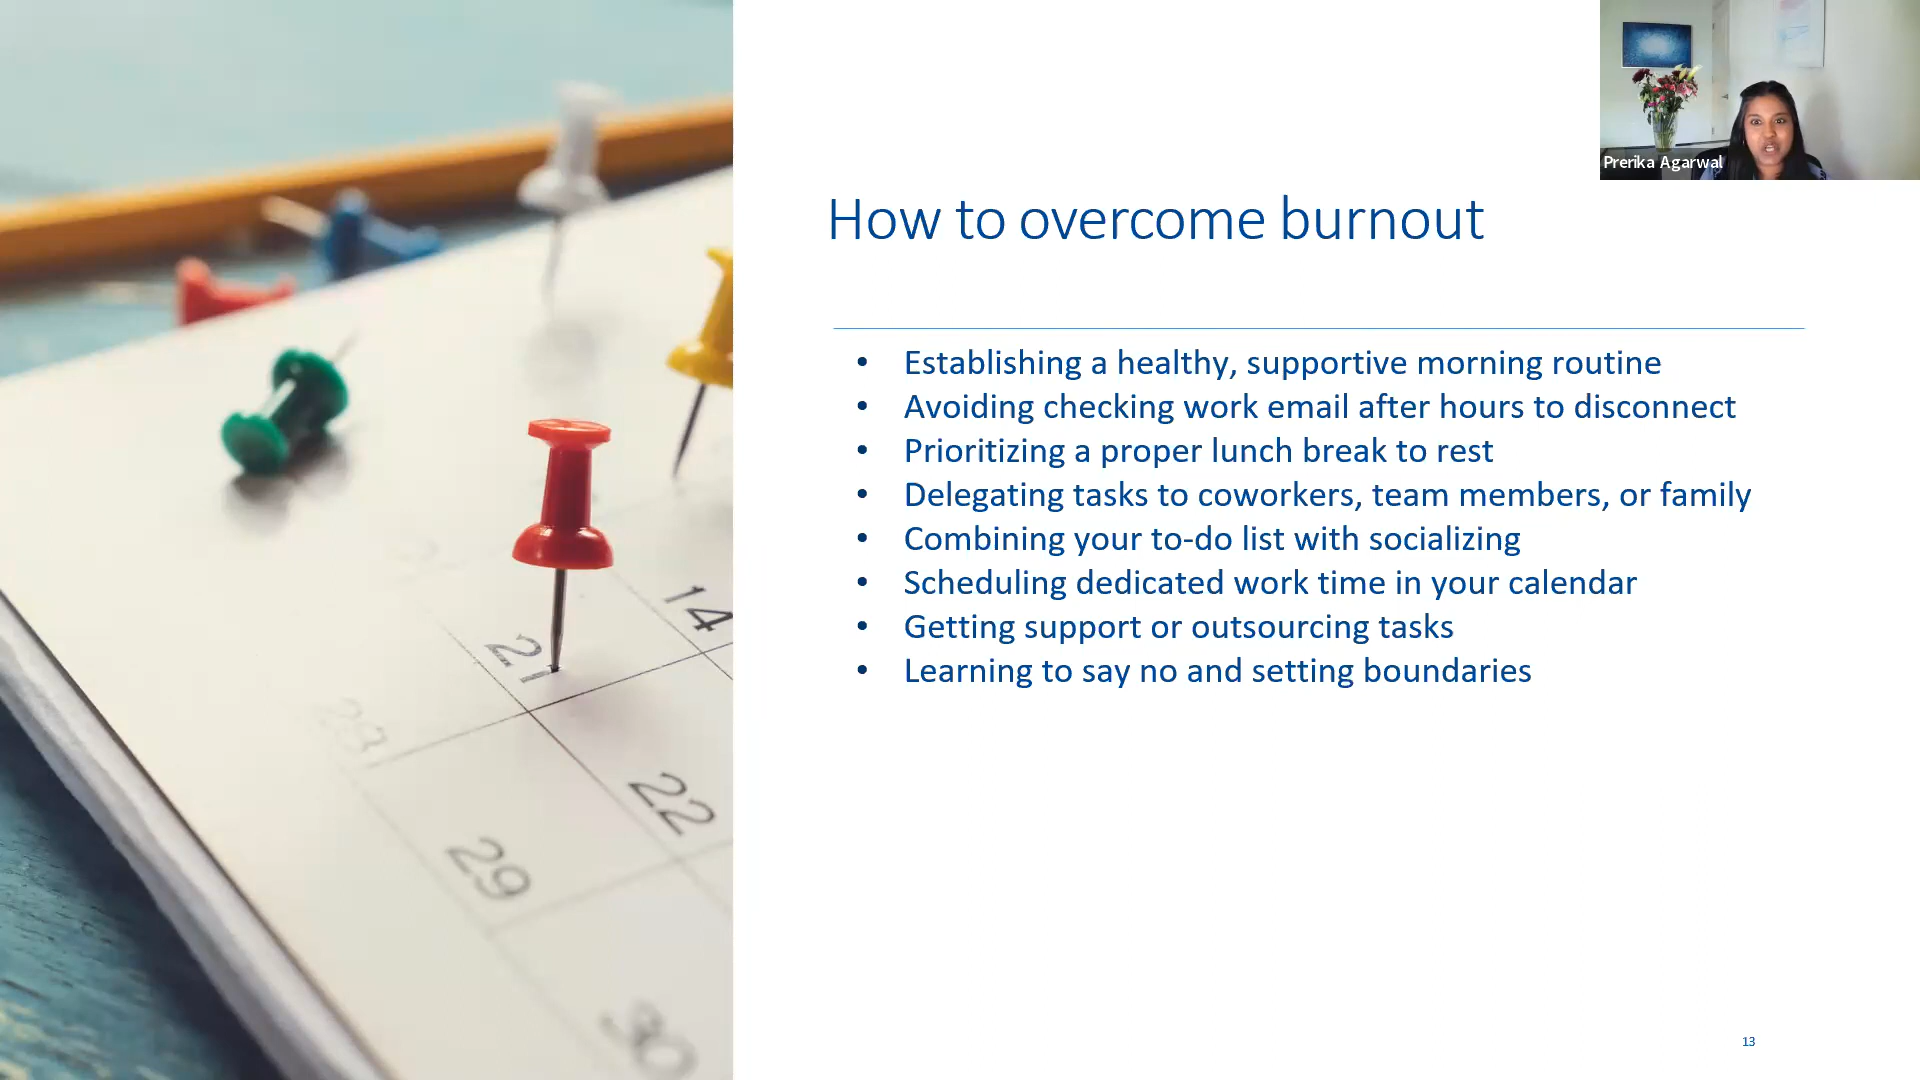 Prerika Agarwal
How to overcome burnout
• Establishing a healthy, supportive morning routine
• Avoiding checking work email after hours to disconnect
• Prioritizing a proper lunch break to rest
• Delegating tasks to coworkers, team members, or family
• Combining your to-do list with socializing
• Scheduling dedicated work time in your calendar
• Getting support or outsourcing tasks
• Learning to say no and setting boundaries
14
21
22
28
29
30
13